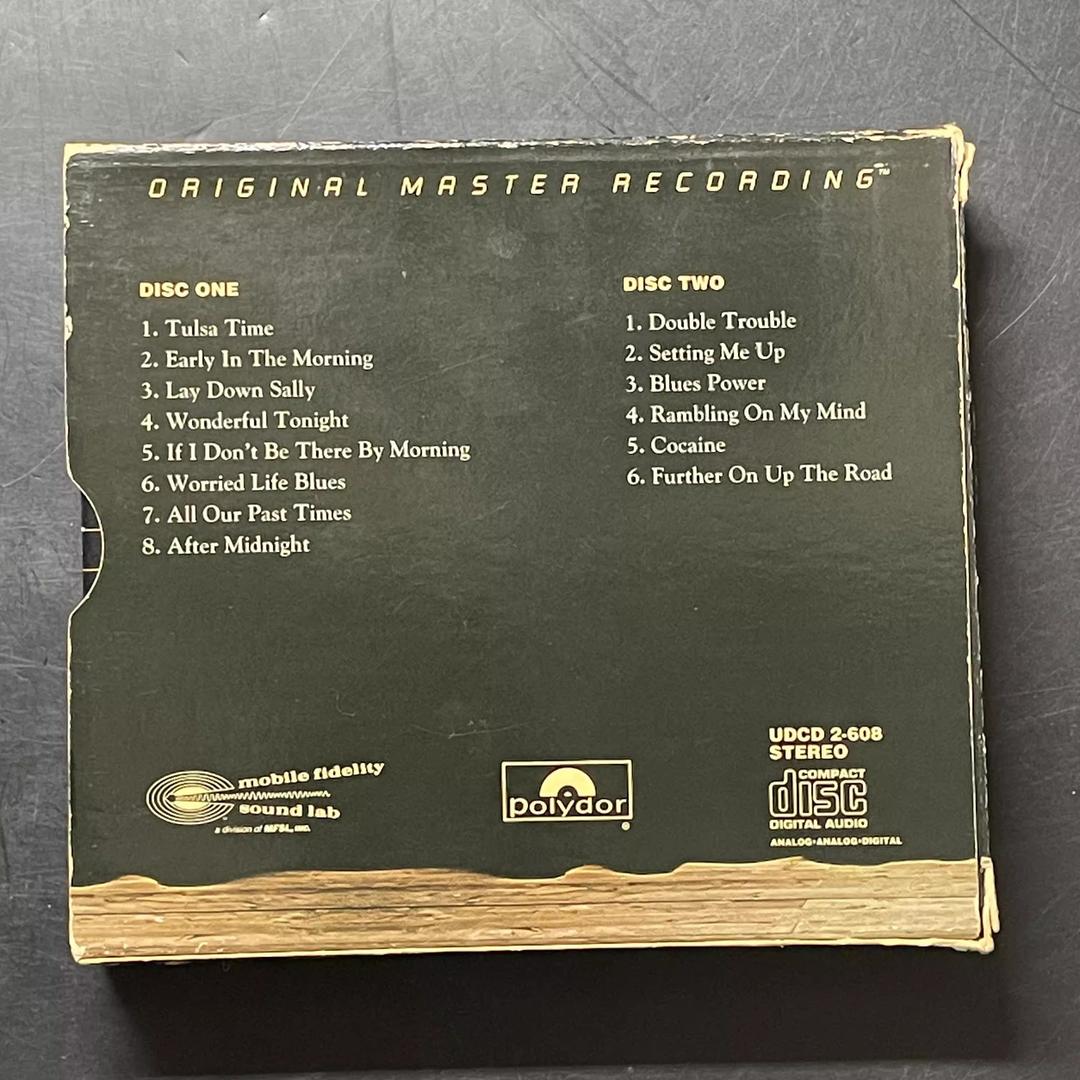 ORIGINAL MASTER RECORDING™
DISC ONE
1. Tulsa Time
2. Early In The Morning
3. Lay Down Sally
4. Wonderful Tonight
5. If I Don't Be There By Morning
6. Worried Life Blues
7. All Our Past Times
8. After Midnight
DISC TWO
1. Double Trouble
2. Setting Me Up
3. Blues Power
4. Rambling On My Mind
5. Cocaine
6. Further On Up The Road
mobile fidelity
sound lab
a division of MFSL, INC.
polydor
®
UDCD 2-608
STEREO
COMPACT
disc
DIGITAL AUDIO
ANALOG•ANALOG•DIGITAL